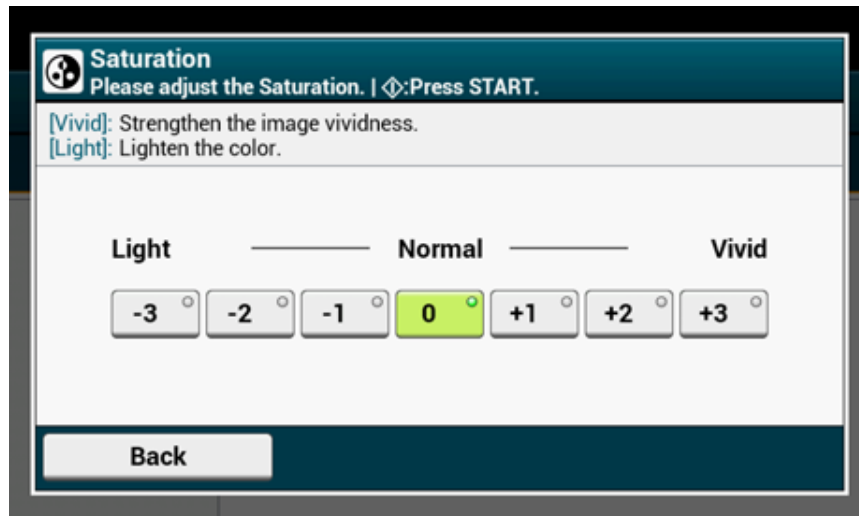 Saturation
Please adjust the Saturation. | :Press START.
[Vivid]: Strengthen the image vividness.
[Light]: Lighten the color.
Light Normal Vivid
-3 -2 -1 0 +1 +2 +3
Back